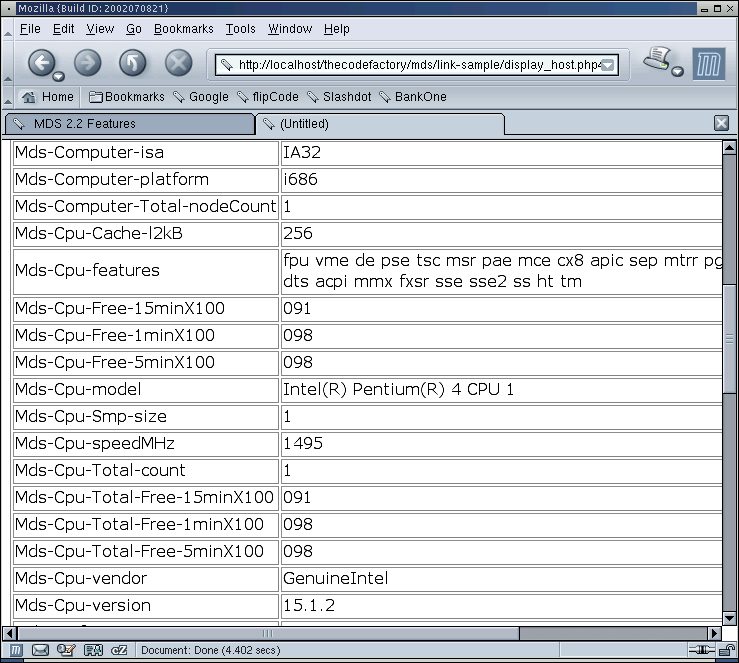 Mozilla {Build ID: 2002070821}
File Edit View Go Bookmarks Tools Window Help
http://localhost/thecodefactory/mds/link-sample/display_host.php4
Home Bookmarks Google flipCode Slashdot BankOne
MDS 2.2 Features (Untitled)
Mds-Computer-isa IA32
Mds-Computer-platform i686
Mds-Computer-Total-nodeCount 1
Mds-Cpu-Cache-l2kB 256
Mds-Cpu-features fpu vme de pse tsc msr pae mce cx8 apic sep mtrr pg
dts acpi mmx fxsr sse sse2 ss ht tm
Mds-Cpu-Free-15minX100 091
Mds-Cpu-Free-1minX100 098
Mds-Cpu-Free-5minX100 098
Mds-Cpu-model Intel(R) Pentium(R) 4 CPU 1
Mds-Cpu-Smp-size 1
Mds-Cpu-speedMHz 1495
Mds-Cpu-Total-count 1
Mds-Cpu-Total-Free-15minX100 091
Mds-Cpu-Total-Free-1minX100 098
Mds-Cpu-Total-Free-5minX100 098
Mds-Cpu-vendor GenuineIntel
Mds-Cpu-version 15.1.2
Document: Done (4.402 secs)